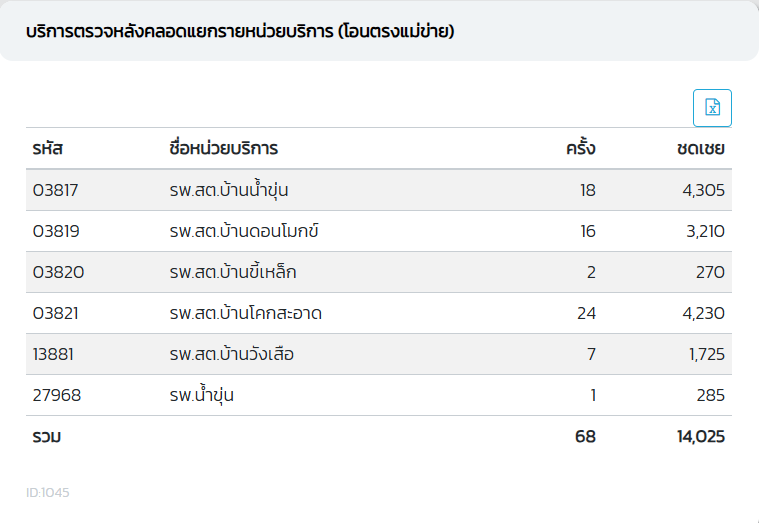 บริการตรวจหลังคลอดแยกรายหน่วยบริการ (โอนตรงแม่ข่าย)
รหัส ชื่อหน่วยบริการ ครั้ง ชดเชย
03817 รพ.สต.บ้านน้ำขุ่น 18 4,305
03819 รพ.สต.บ้านดอนโมกข์ 16 3,210
03820 รพ.สต.บ้านขี้เหล็ก 2 270
03821 รพ.สต.บ้านโคกสะอาด 24 4,230
13881 รพ.สต.บ้านวังเสือ 7 1,725
27968 รพ.น้ำขุ่น 1 285
รวม 68 14,025
ID:1045